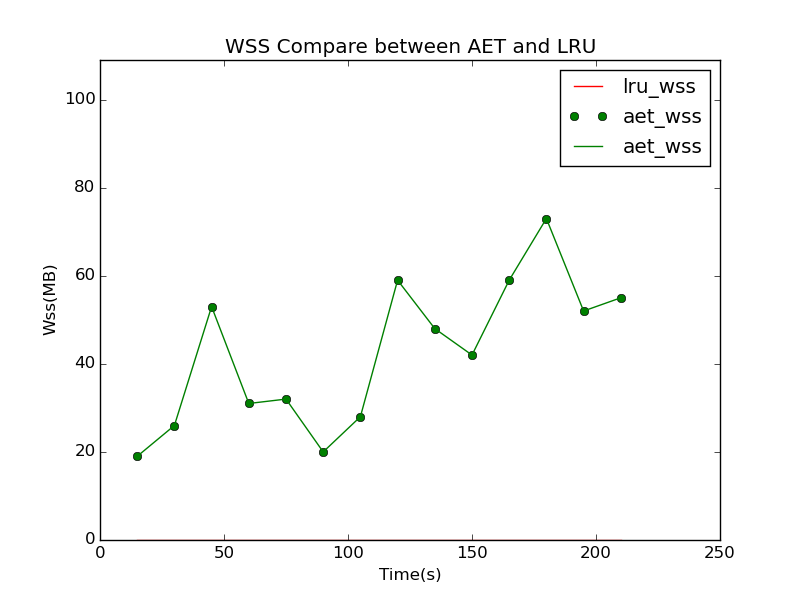 WSS Compare between AET and LRU
lru_wss
aet_wss
aet_wss
100
80
60
40
20
0
Wss(MB)
0 50 100 150 200 250
Time(s)